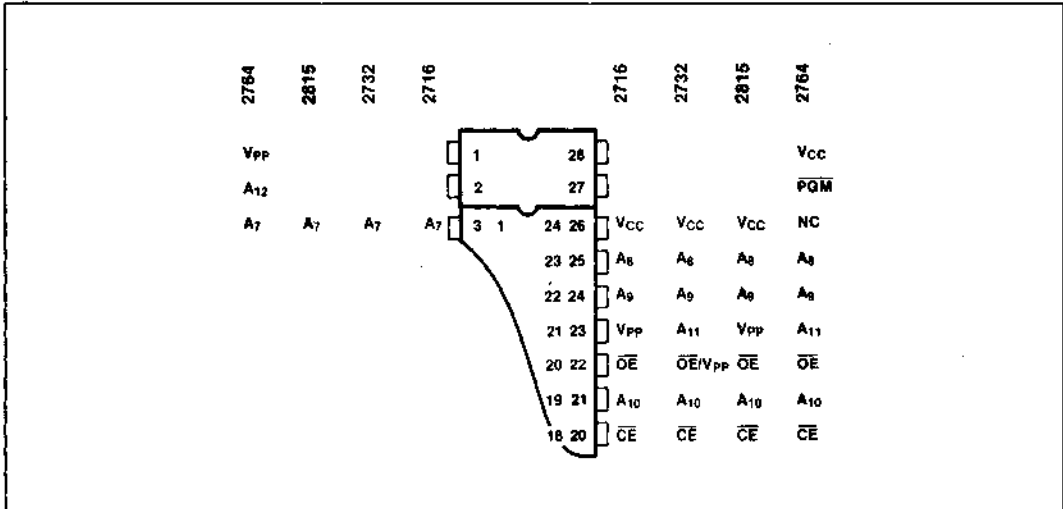 2764 2815 2732 2716 2716 2732 2815 2764
VPP 1 28 VCC
A12 2 27 PGM
A7 A7 A7 A7 3 1 24 26 VCC VCC VCC NC
23 25 A8 A8 A8 A8
22 24 A9 A9 A9 A9
21 23 VPP A11 VPP A11
20 22 OE OE/VPP OE OE
19 21 A10 A10 A10 A10
18 20 CE CE CE CE